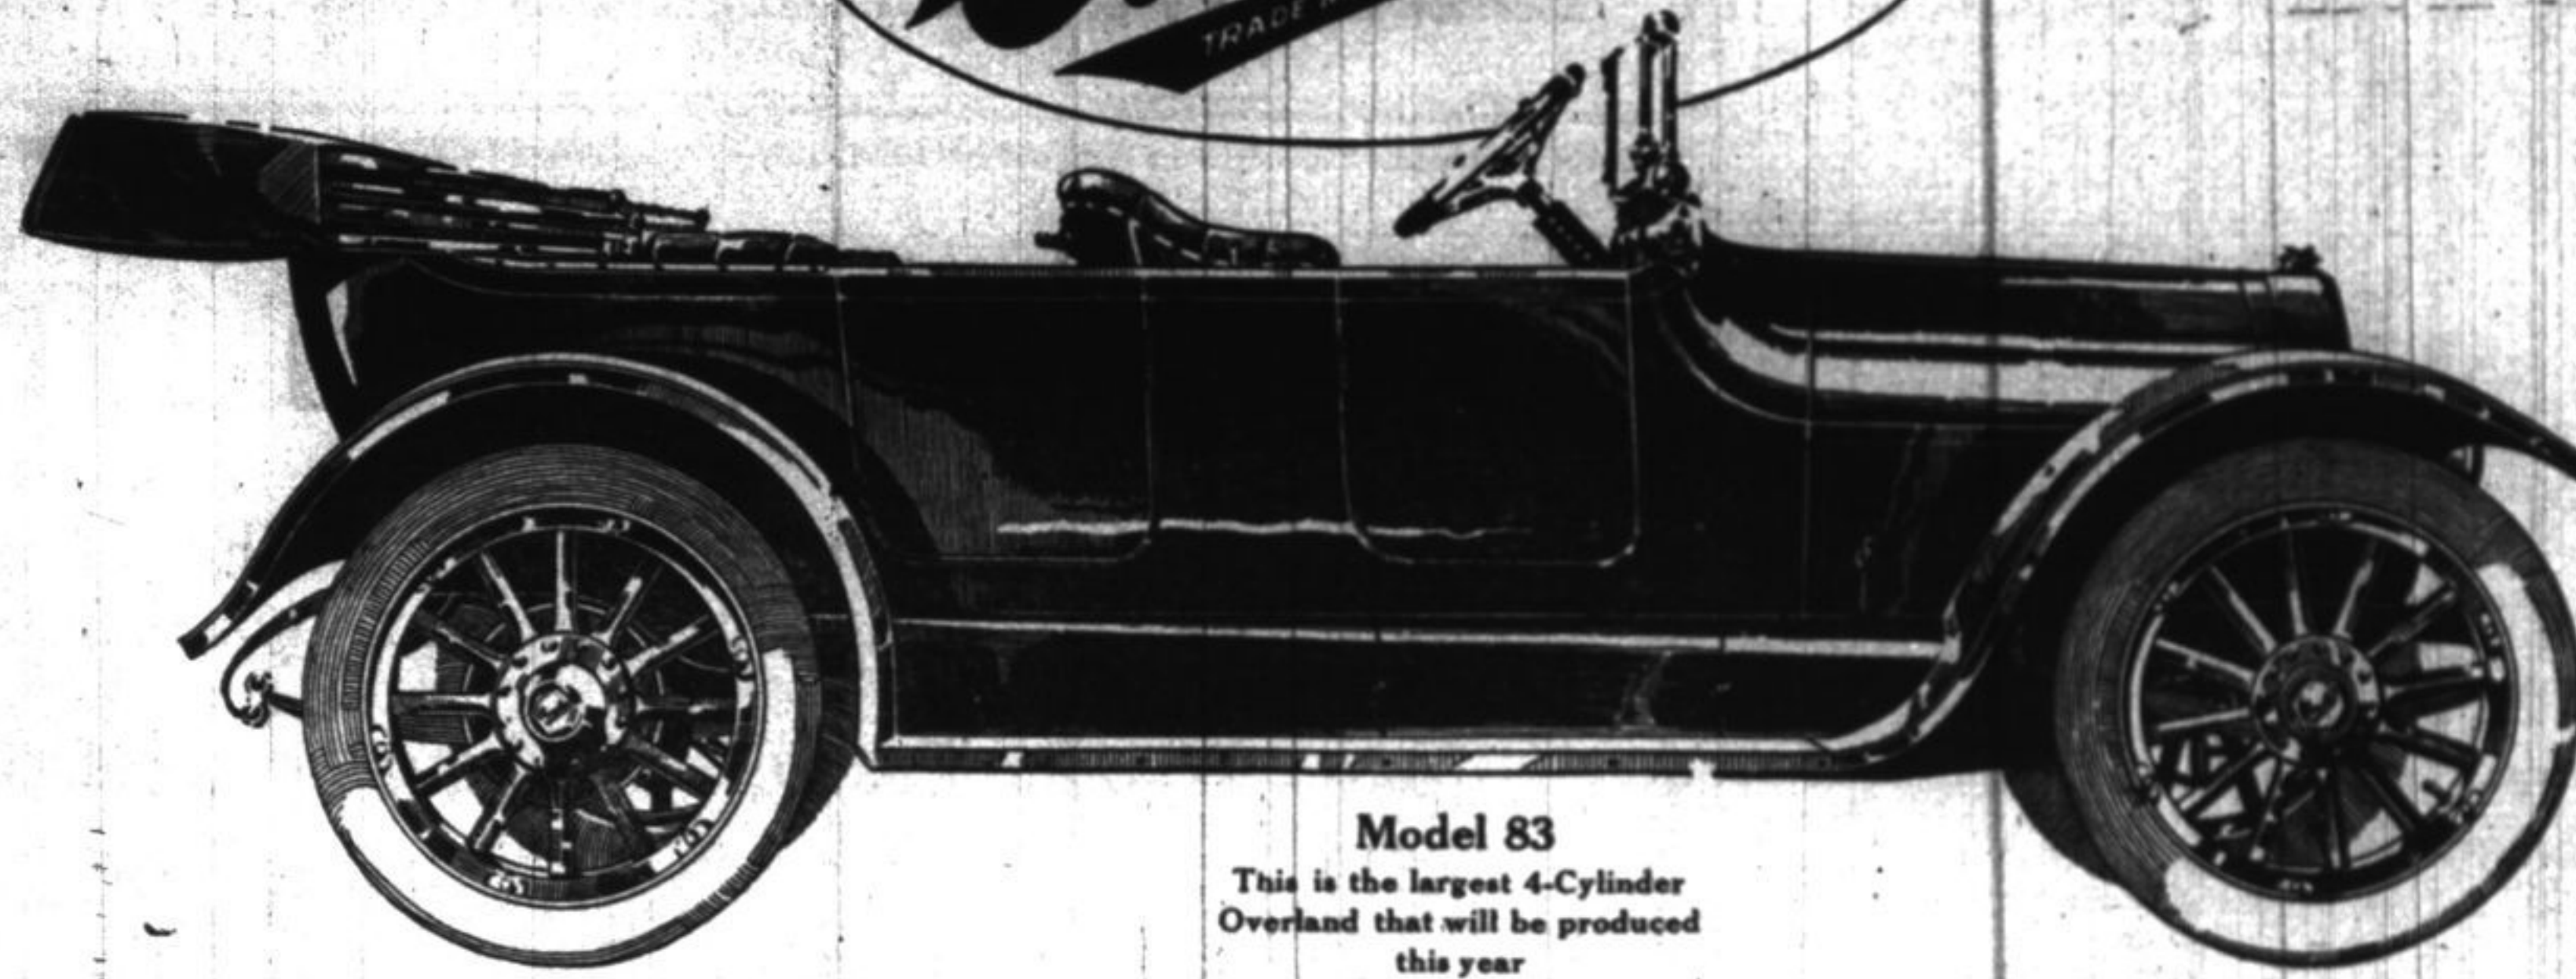 TRADE
Model 83
This is the largest 4-Cylinder
Overland that will be produced
this year